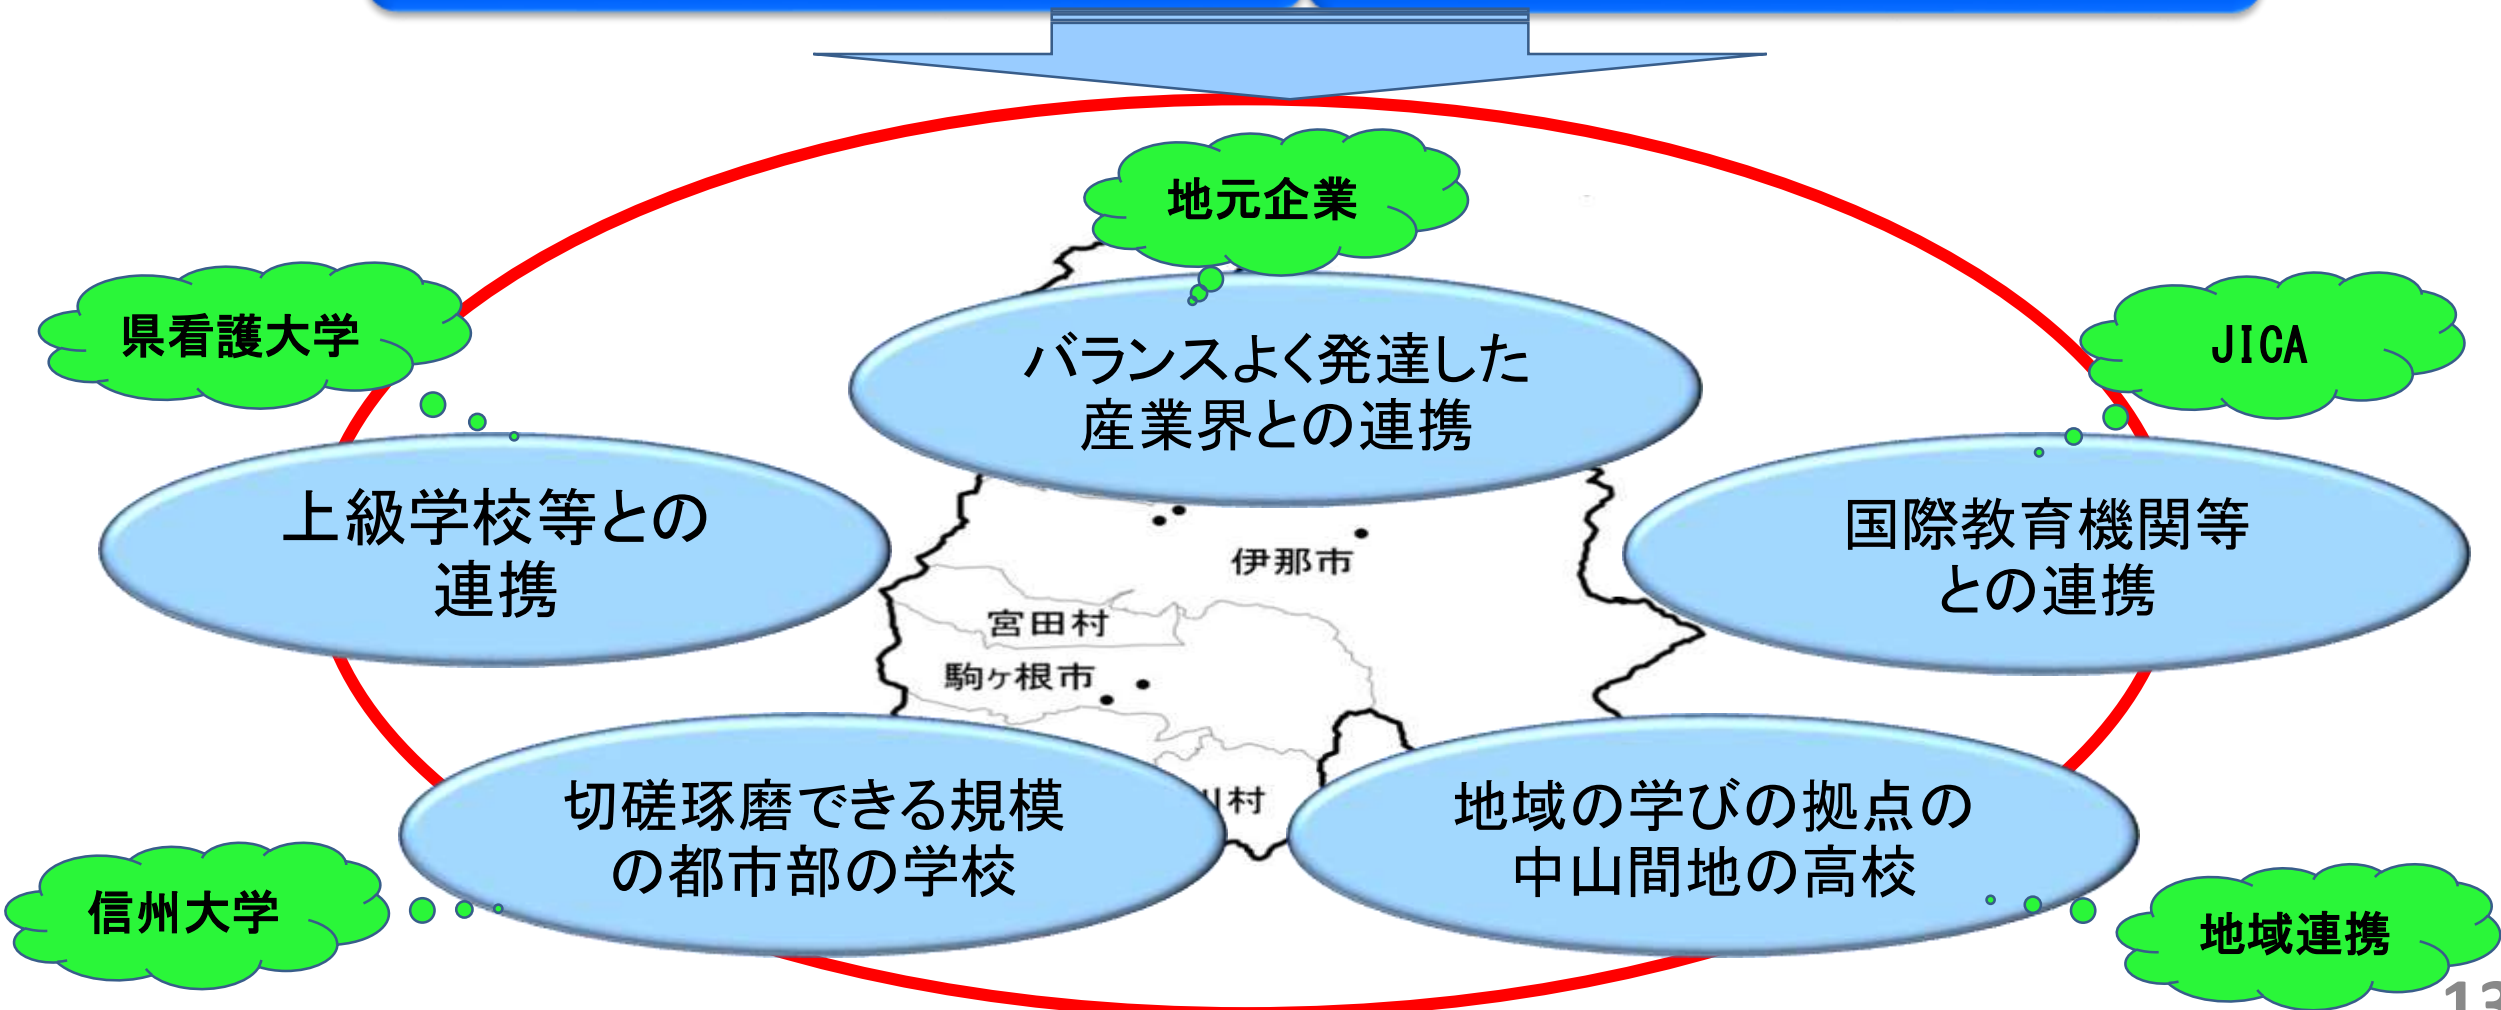 地元企業
バランスよく発達した
産業界との連携
県看護大学
上級学校等との
連携
JICA
国際教育機関等
との連携
伊那市
宮田村
駒ヶ根市
村
切磋琢磨できる規模
の都市部の学校
地域の学びの拠点の
中山間地の高校
信州大学
地域連携
13